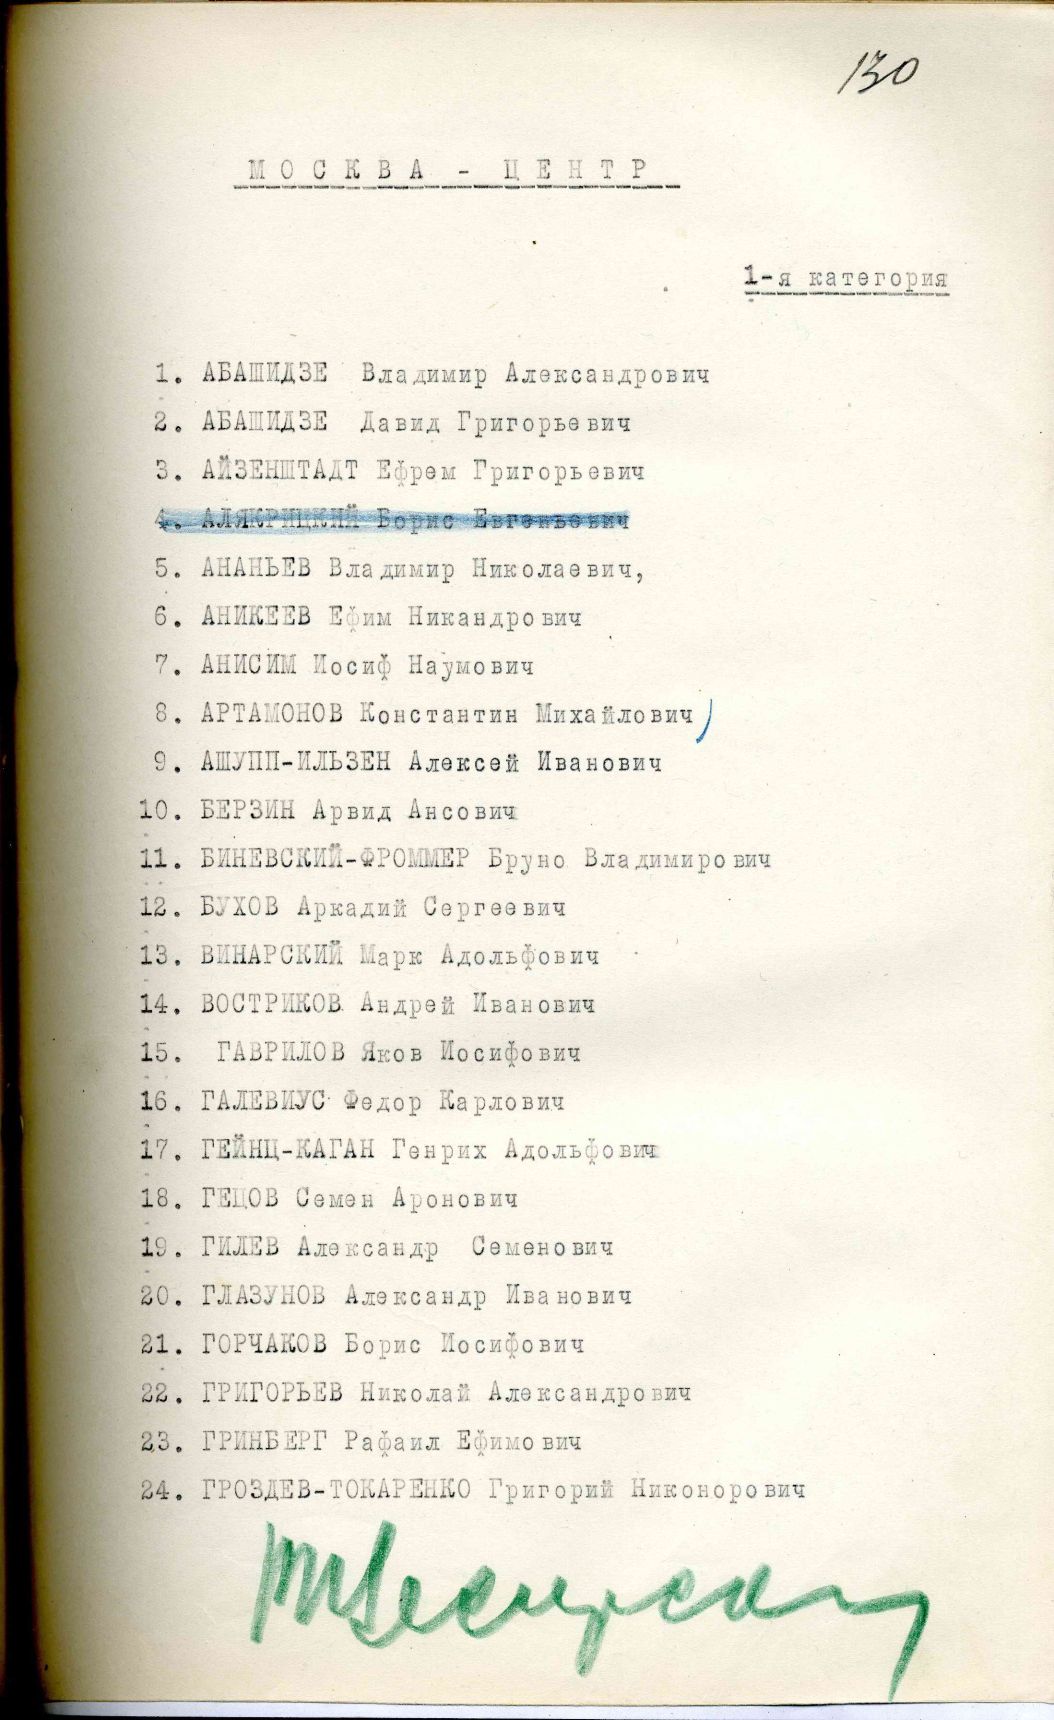 130
МОСКВА - ЦЕНТР
1-я категория
1. АБАШИДЗЕ Владимир Александрович
2. АБАШИДЗЕ Давид Григорьевич
3. АЙЗЕНШТАДТ Ефрем Григорьевич
4. АЛЯКРИЦКИЙ Борис Евгеньевич
5. АНАНЬЕВ Владимир Николаевич,
6. АНИКЕЕВ Ефим Никандрович
7. АНИСИМ Иосиф Наумович
8. АРТАМОНОВ Константин Михайлович
9. АШУПП-ИЛЬЗЕН Алексей Иванович
10. БЕРЗИН Арвид Ансович
11. БИНЕВСКИЙ-ФРОММЕР Бруно Владимирович
12. БУХОВ Аркадий Сергеевич
13. ВИНАРСКИЙ Марк Адольфович
14. ВОСТРИКОВ Андрей Иванович
15. ГАВРИЛОВ Яков Иосифович
16. ГАЛЕВИУС Федор Карлович
17. ГЕЙНЦ-КАГАН Генрих Адольфович
18. ГЕЦОВ Семен Аронович
19. ГИЛЕВ Александр Семенович
20. ГЛАЗУНОВ Александр Иванович
21. ГОРЧАКОВ Борис Иосифович
22. ГРИГОРЬЕВ Николай Александрович
23. ГРИНБЕРГ Рафаил Ефимович
24. ГРОЗДЕВ-ТОКАРЕНКО Григорий Никонорович